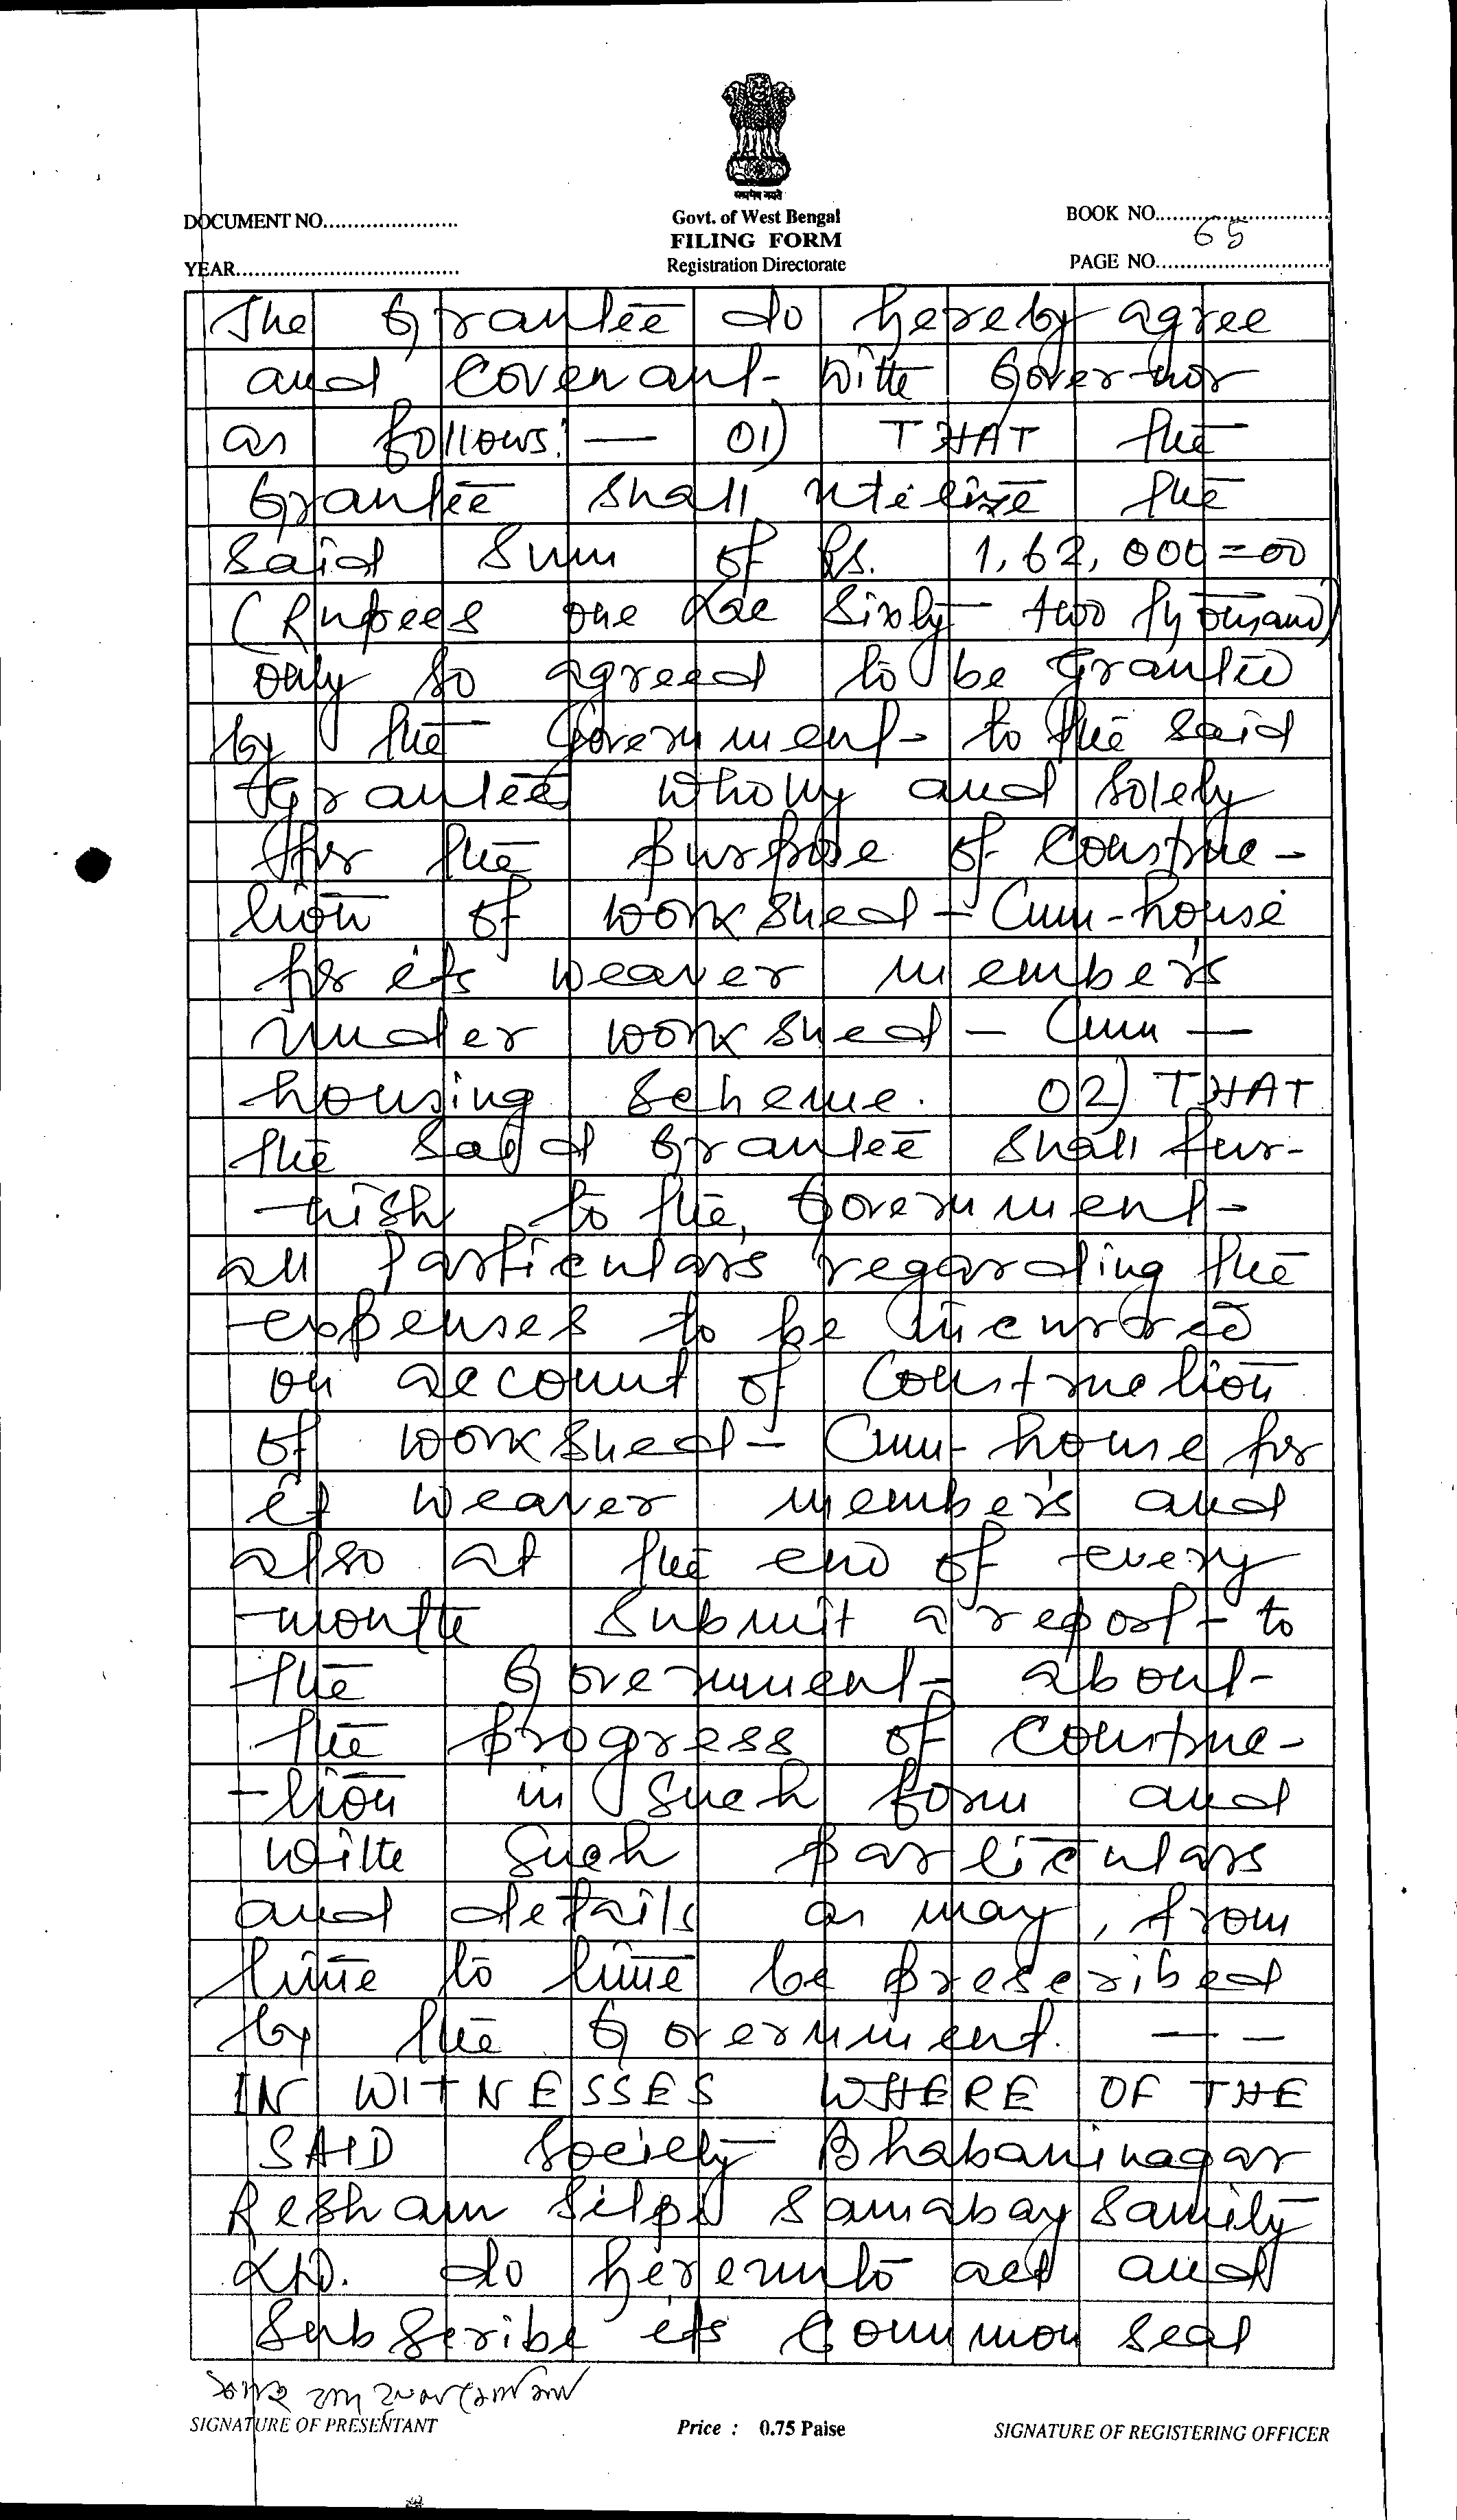 सत्यमेव जयते
DOCUMENT NO......................
Govt. of West Bengal
BOOK NO............................
FILING FORM
65
YEAR....................................
Registration Directorate
PAGE NO............................
The Grantee do hereby agree
and covenant with Governor
as follows:— 01) THAT the
Grantee shall utilize the
said sum of Rs. 1,62,000=00
(Rupees one Lac Sixty two thousand)
only so agreed to be Granted
by the Government to the said
Grantee wholly and solely
for the purpose of construc-
tion of work shed - Cum-house
for its weaver members
under work shed - Cum —
housing Scheme. 02) THAT
the said Grantee shall fur-
-nish to the, Government
all particulars regarding the
expenses to be incurred
on account of construction
of work shed - Cum- house for
it weaver members and
also at the end of every
month submit a report to
the Government about
the progress of construc-
-tion in such form and
with such particulars
and details as may, from
time to time be prescribed
by the Government. — —
IN WITNESSES WHERE OF THE
SAID Society Bhabaninagar
Resham Silpi Samabay Samity
Ltd. do hereunto act and
Subscribe its Common seal
SIGNATURE OF PRESENTANT
Price : 0.75 Paise
SIGNATURE OF REGISTERING OFFICER